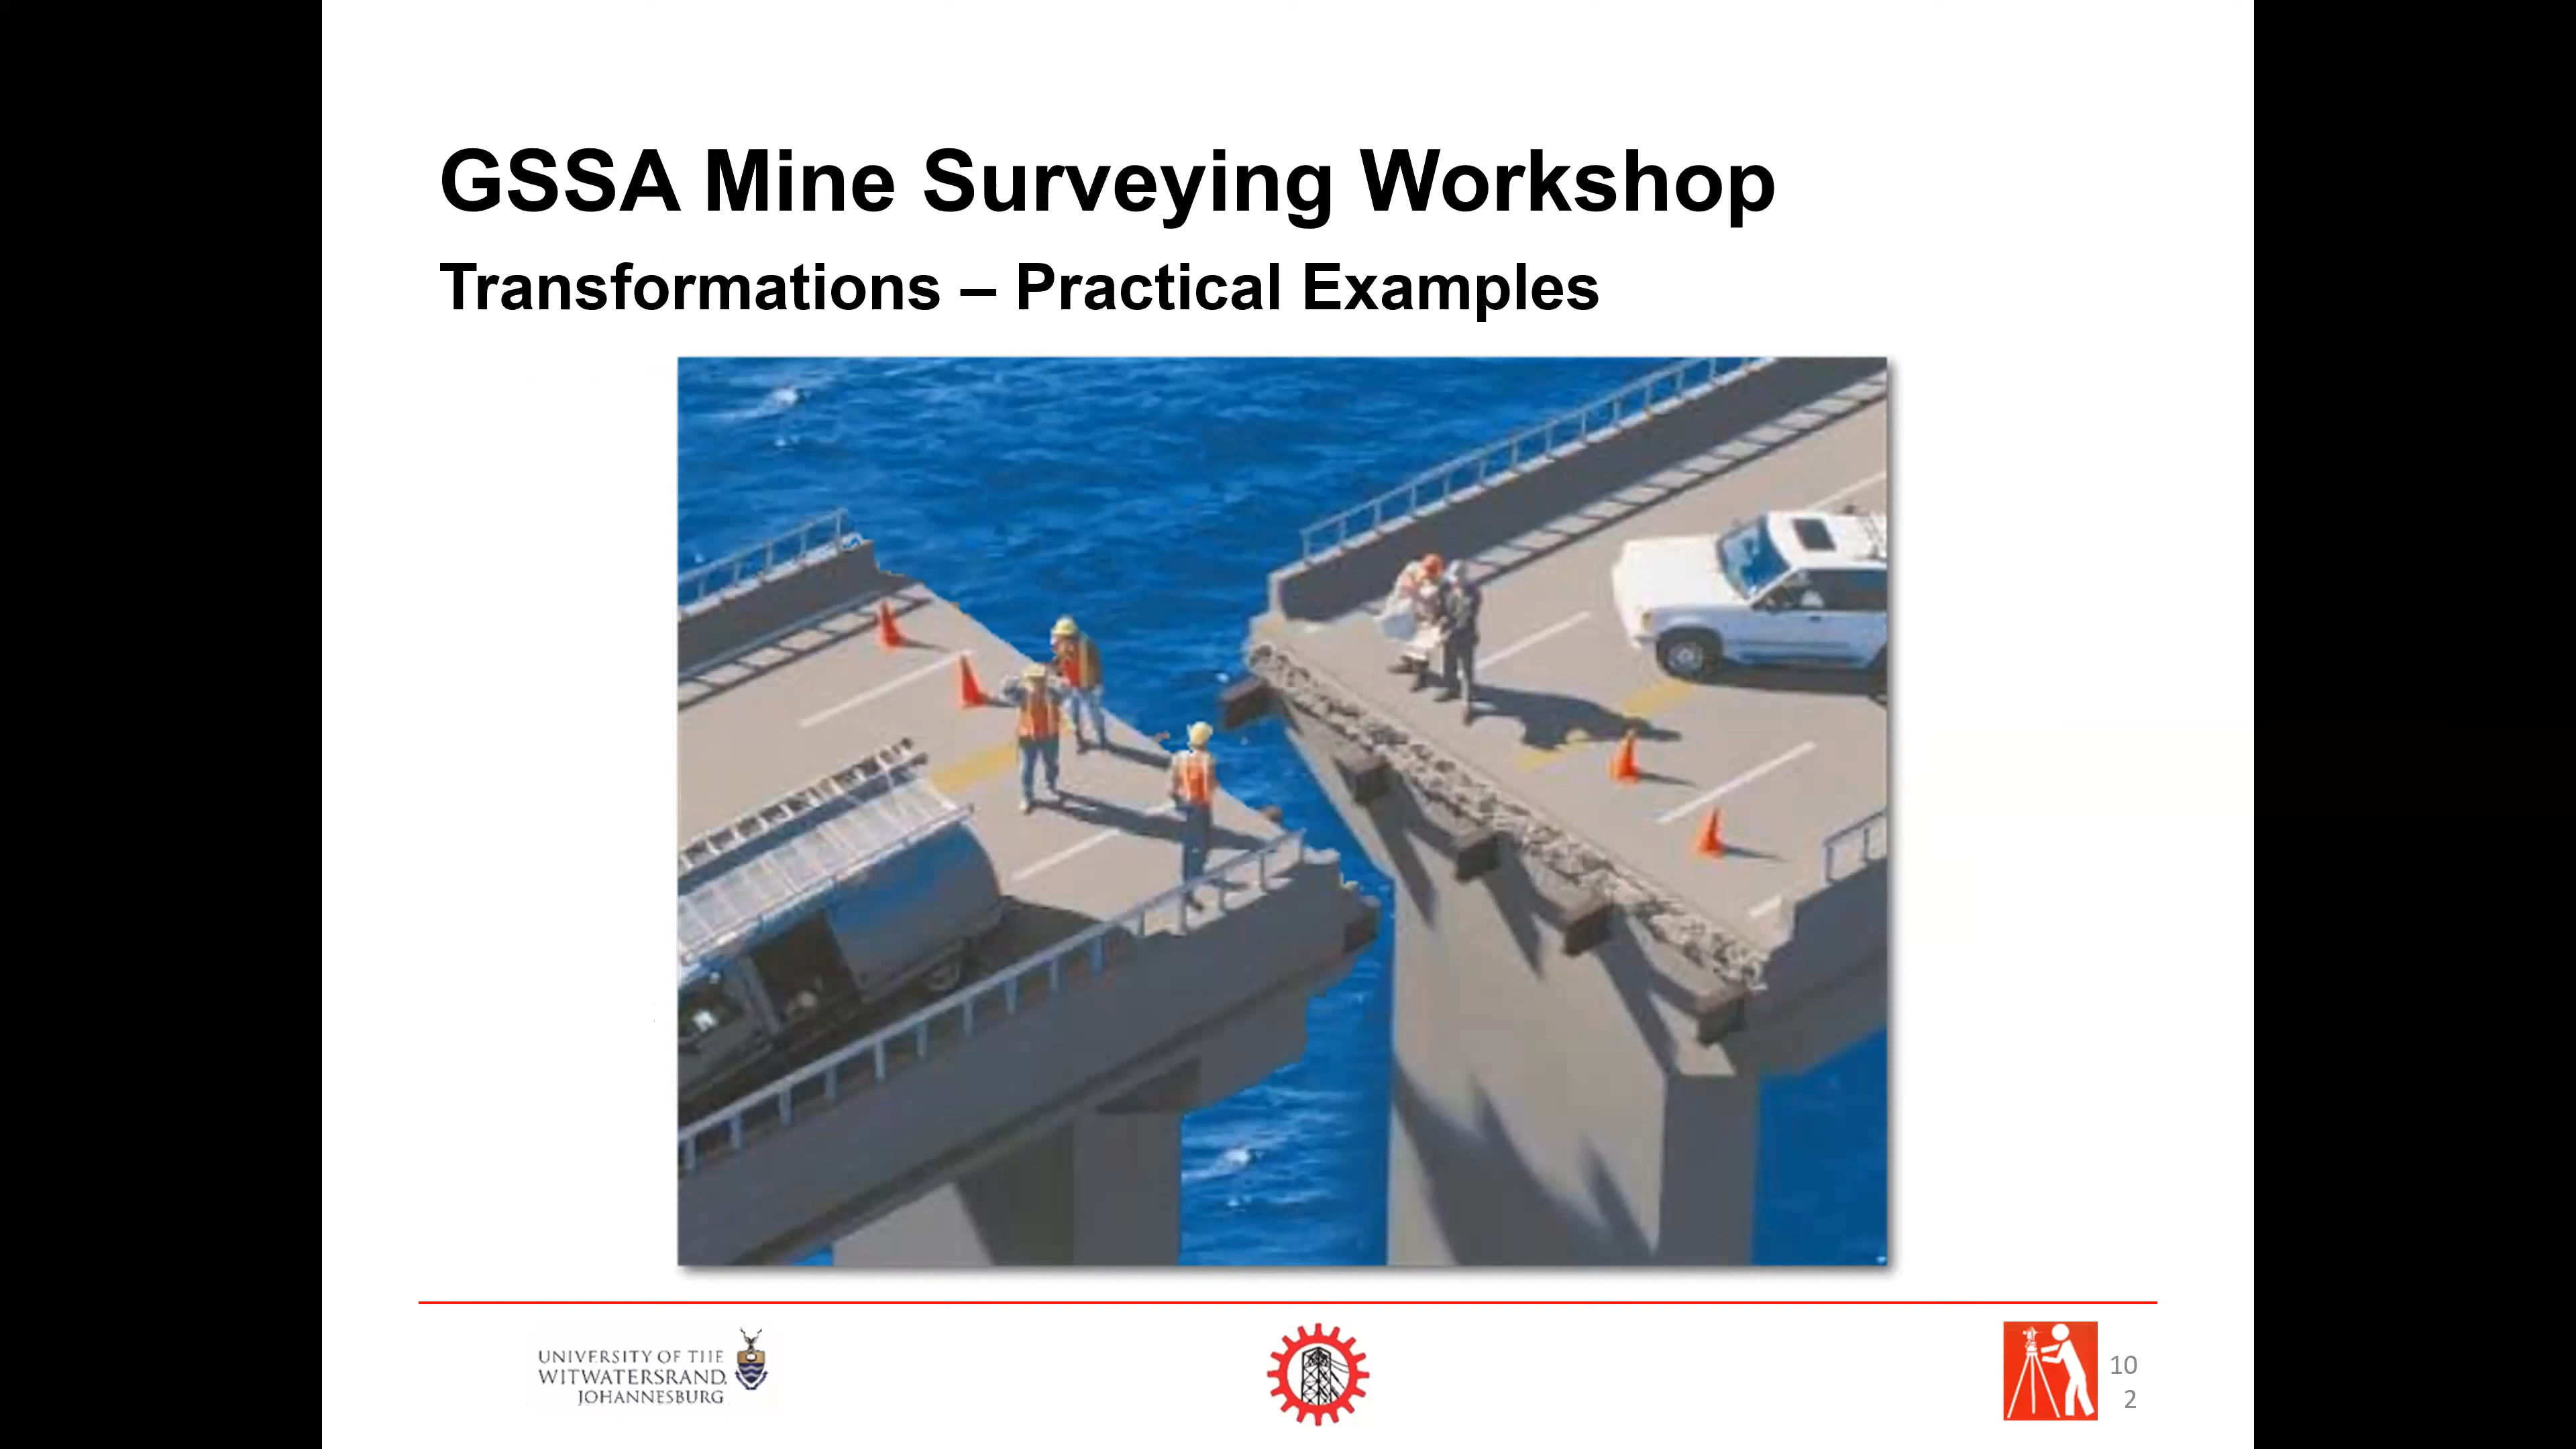 GSSA Mine Surveying Workshop
Transformations – Practical Examples
UNIVERSITY OF THE
WITWATERSRAND,
JOHANNESBURG
10
2